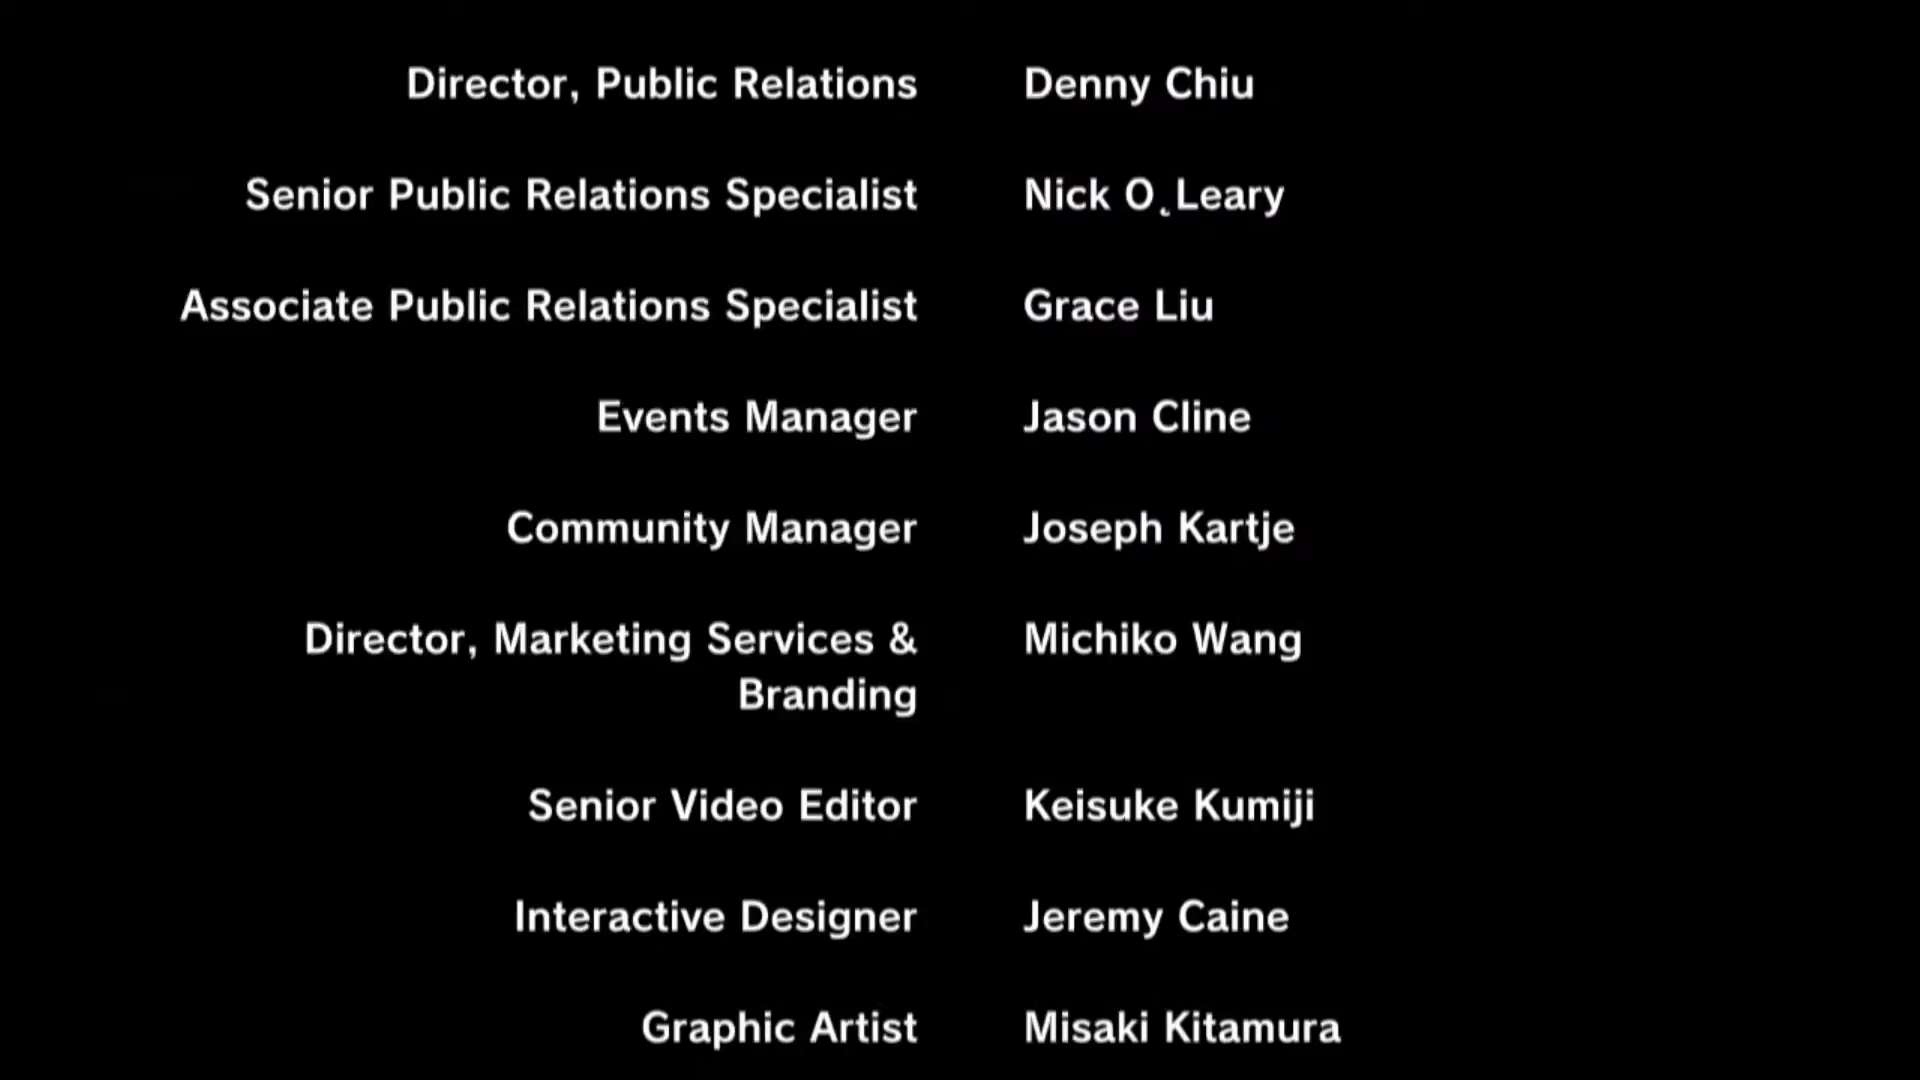 Director, Public Relations Denny Chiu
Senior Public Relations Specialist Nick O˛Leary
Associate Public Relations Specialist Grace Liu
Events Manager Jason Cline
Community Manager Joseph Kartje
Director, Marketing Services & Michiko Wang
Branding
Senior Video Editor Keisuke Kumiji
Interactive Designer Jeremy Caine
Graphic Artist Misaki Kitamura